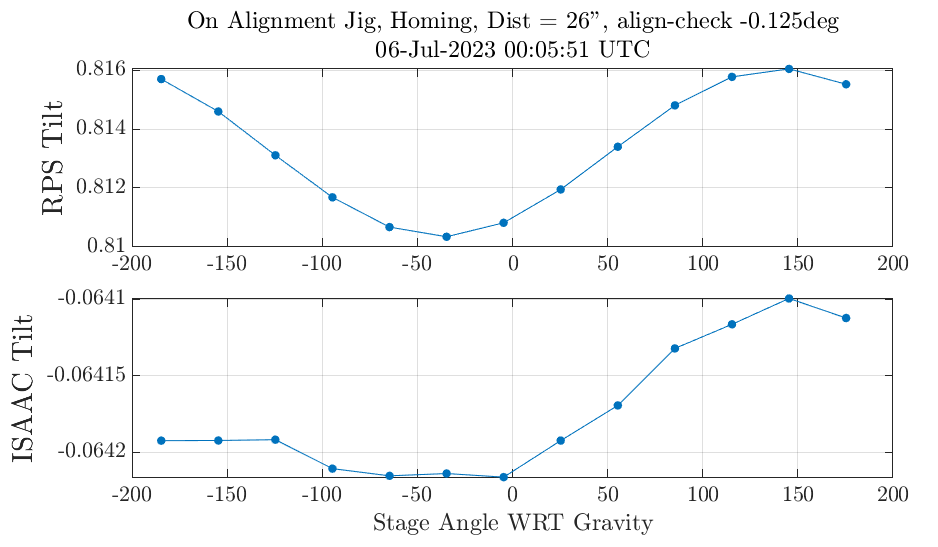 On Alignment Jig, Homing, Dist = 26”, align-check -0.125deg
06-Jul-2023 00:05:51 UTC
RPS Tilt
0.816
0.814
0.812
0.81
-200 -150 -100 -50 0 50 100 150 200
ISAAC Tilt
-0.0641
-0.06415
-0.0642
-200 -150 -100 -50 0 50 100 150 200
Stage Angle WRT Gravity